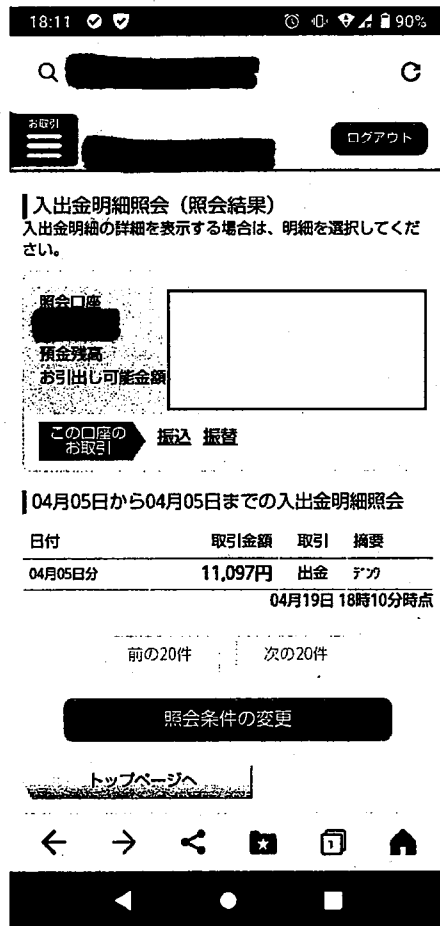 18:11
90%
お取引
ログアウト
入出金明細照会（照会結果）
入出金明細の詳細を表示する場合は、明細を選択してくだ
さい。
照会口座
預金残高
お引出し可能金額
この口座の
お取引
振込 振替
04月05日から04月05日までの入出金明細照会
日付 取引金額 取引 摘要
04月05日分 11,097円 出金 ﾃﾞﾝﾜ
04月19日 18時10分時点
前の20件 次の20件
照会条件の変更
トップページへ
1